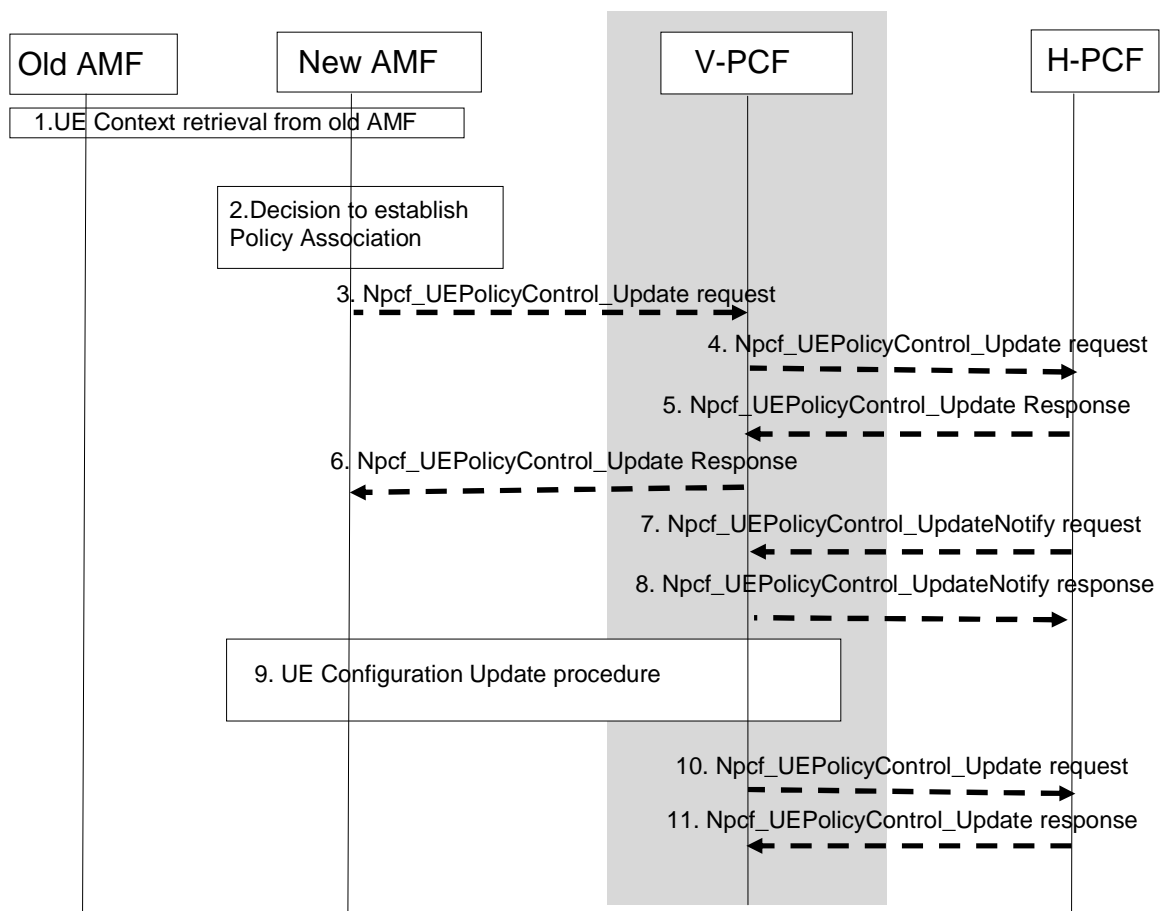 Old AMF
New AMF
V-PCF
H-PCF
1.UE Context retrieval from old AMF
2.Decision to establish
Policy Association
3. Npcf_UEPolicyControl_Update request
4. Npcf_UEPolicyControl_Update request
5. Npcf_UEPolicyControl_Update Response
6. Npcf_UEPolicyControl_Update Response
7. Npcf_UEPolicyControl_UpdateNotify request
8. Npcf_UEPolicyControl_UpdateNotify response
9. UE Configuration Update procedure
10. Npcf_UEPolicyControl_Update request
11. Npcf_UEPolicyControl_Update response